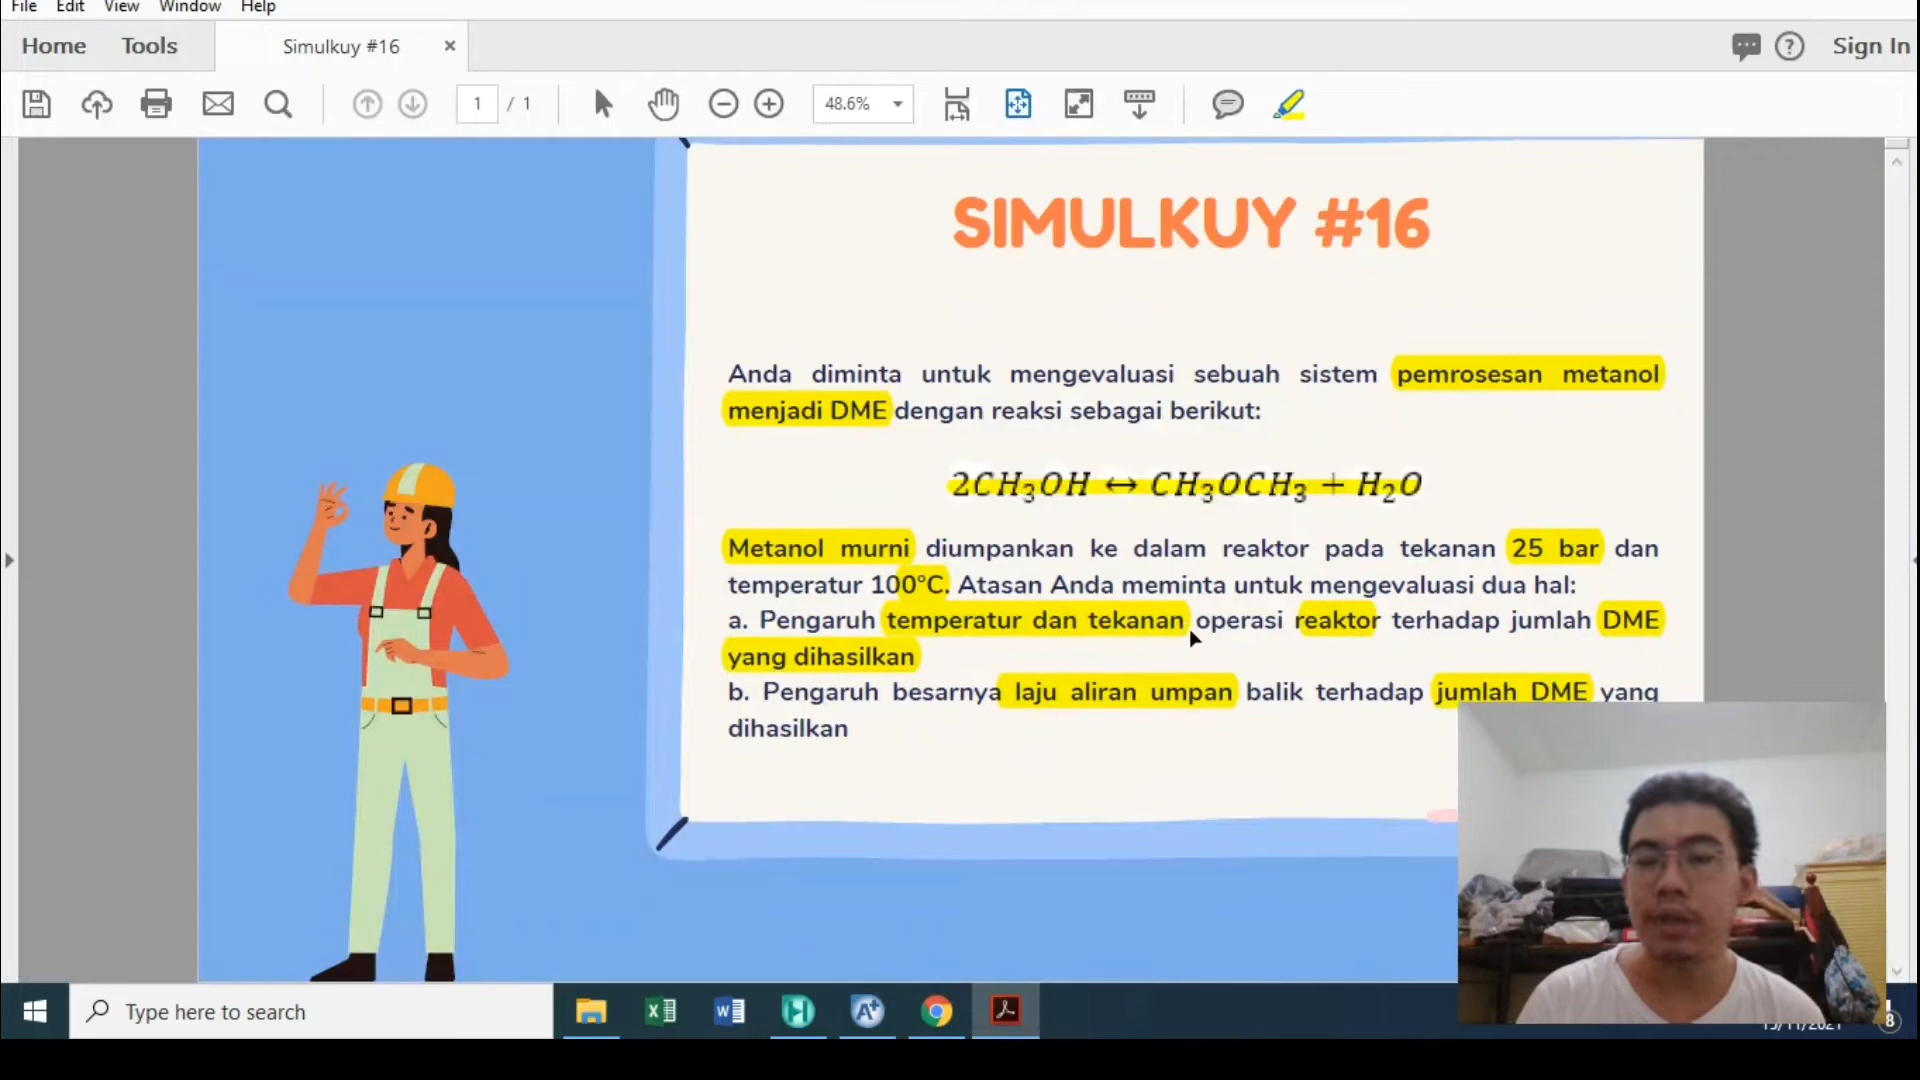 File Edit View Window Help
Home Tools Simulkuy #16 × Sign In
1 / 1 48.6%
SIMULKUY #16
Anda diminta untuk mengevaluasi sebuah sistem pemrosesan metanol
menjadi DME dengan reaksi sebagai berikut:
2CH₃OH ↔ CH₃OCH₃ + H₂O
Metanol murni diumpankan ke dalam reaktor pada tekanan 25 bar dan
temperatur 100°C. Atasan Anda meminta untuk mengevaluasi dua hal:
a. Pengaruh temperatur dan tekanan operasi reaktor terhadap jumlah DME
yang dihasilkan
b. Pengaruh besarnya laju aliran umpan balik terhadap jumlah DME yang
dihasilkan
Type here to search
8